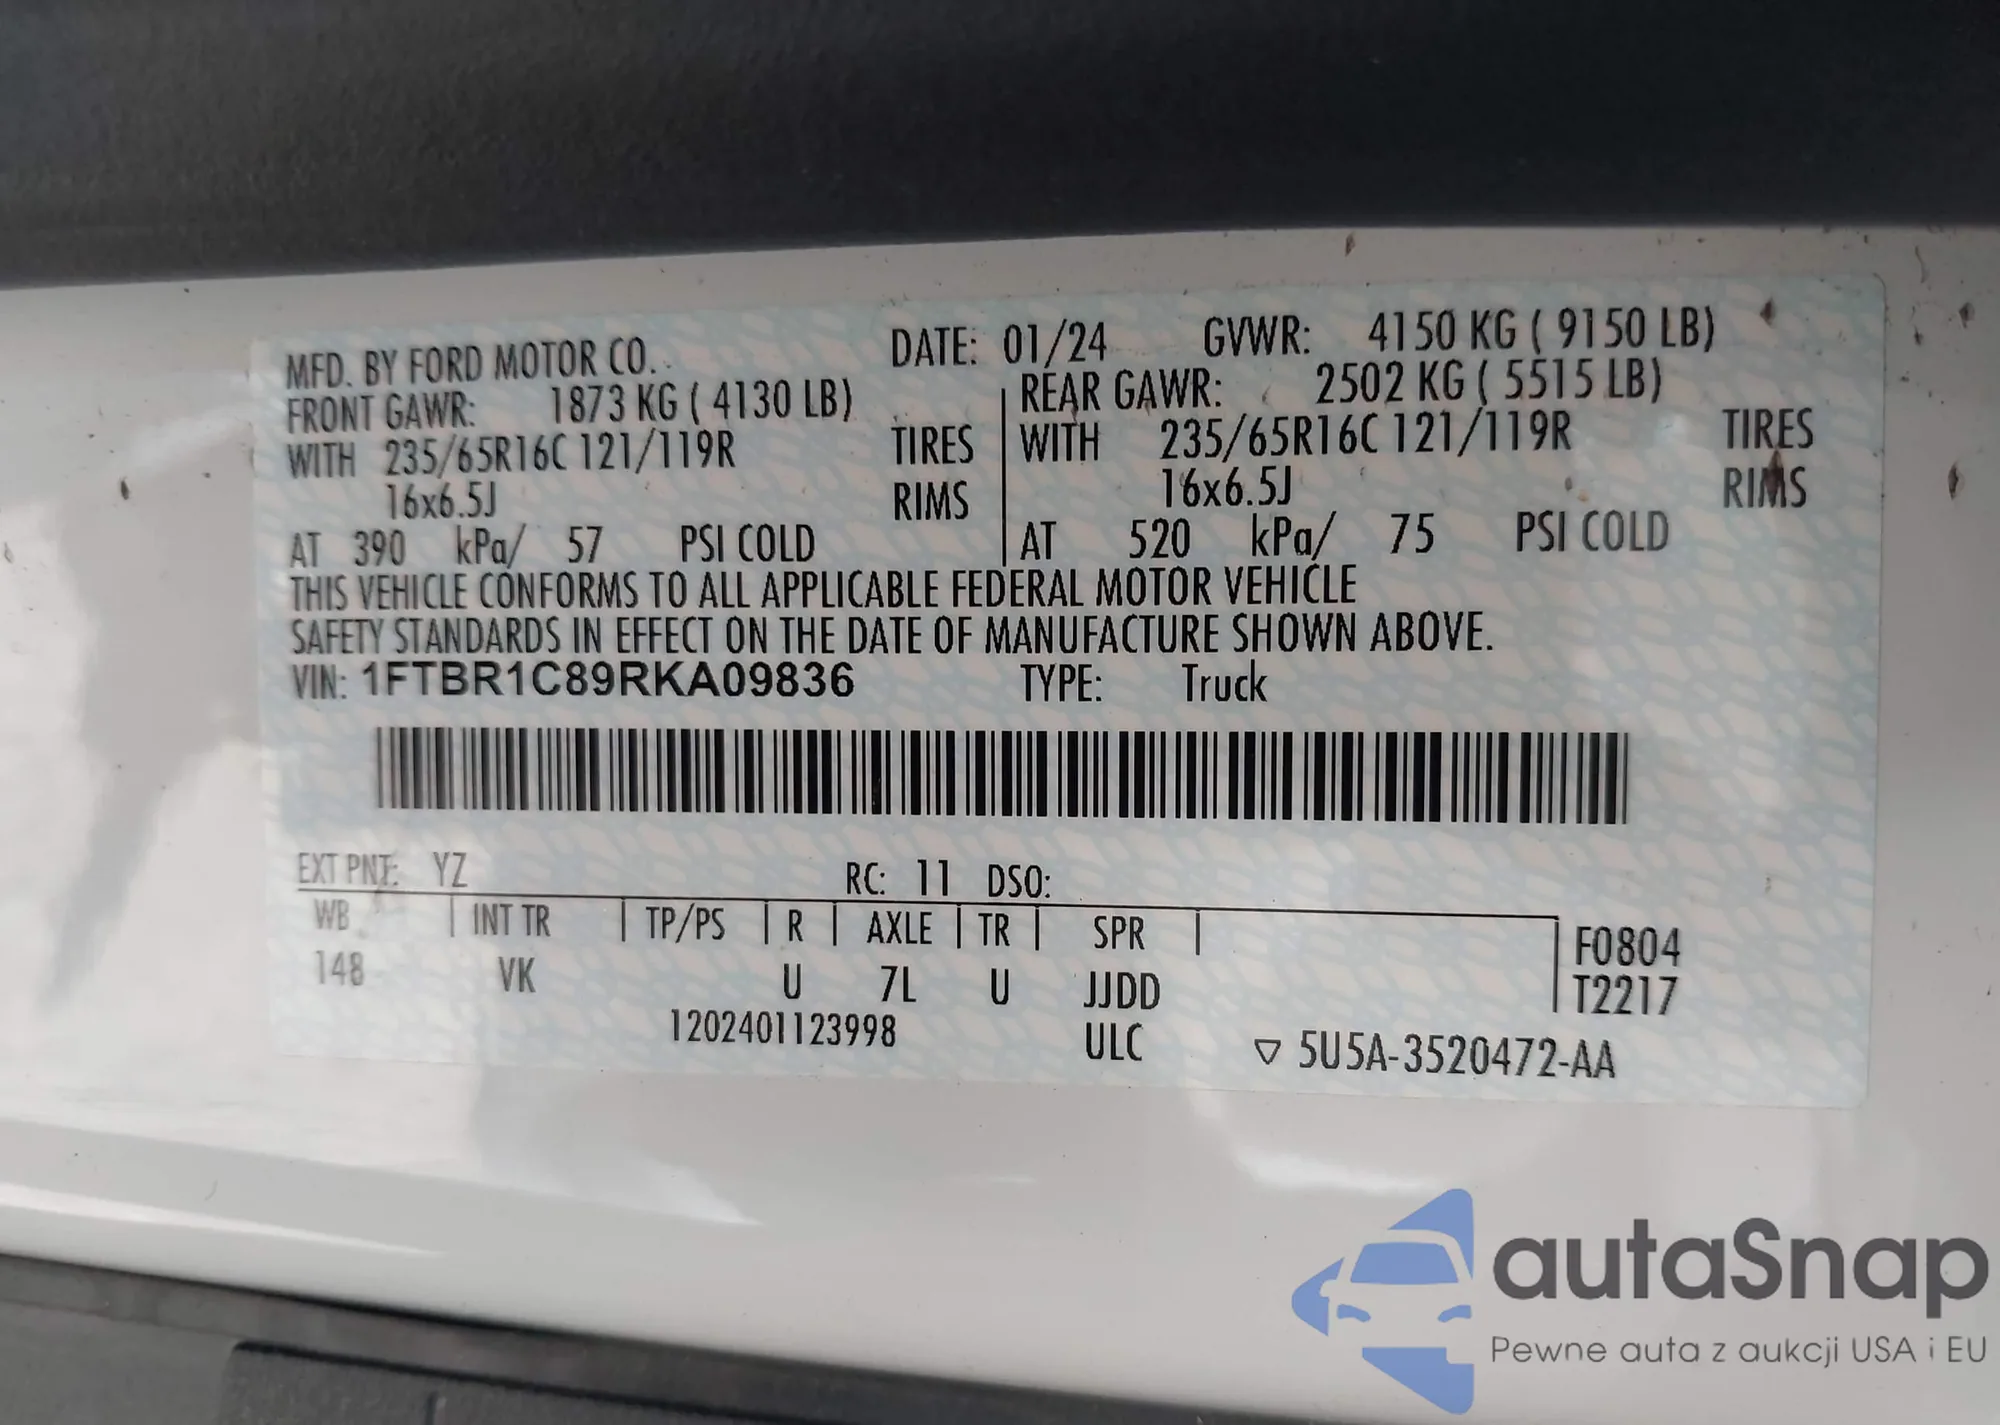 MFD. BY FORD MOTOR CO. DATE: 01/24 GVWR: 4150 KG ( 9150 LB)
FRONT GAWR: 1873 KG ( 4130 LB) REAR GAWR: 2502 KG ( 5515 LB)
WITH 235/65R16C 121/119R TIRES WITH 235/65R16C 121/119R TIRES
16x6.5J RIMS 16x6.5J RIMS
AT 390 kPa/ 57 PSI COLD AT 520 kPa/ 75 PSI COLD
THIS VEHICLE CONFORMS TO ALL APPLICABLE FEDERAL MOTOR VEHICLE
SAFETY STANDARDS IN EFFECT ON THE DATE OF MANUFACTURE SHOWN ABOVE.
VIN: 1FTBR1C89RKA09836 TYPE: Truck
EXT PNT: YZ RC: 11 DSO:
WB INT TR TP/PS R AXLE TR SPR F0804
148 VK U 7L U JJDD T2217
1202401123998 ULC ▽ 5U5A-3520472-AA
autaSnap
Pewne auta z aukcji USA i EU